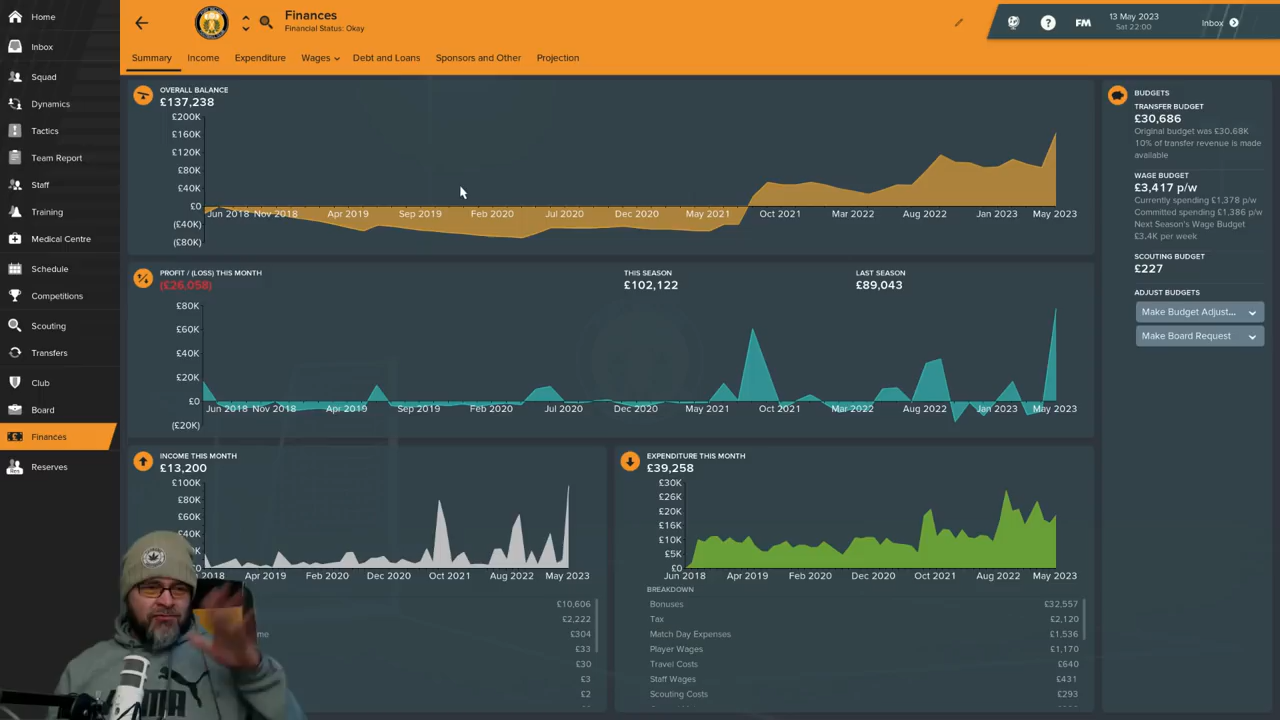 Home
Inbox
Squad
Dynamics
Tactics
Team Report
Staff
Training
Medical Centre
Schedule
Competitions
Scouting
Transfers
Club
Board
Finances
Reserves
Finances
Financial Status: Okay
FM
13 May 2023
Sat 22:00
Inbox
Summary
Income
Expenditure
Wages
Debt and Loans
Sponsors and Other
Projection
OVERALL BALANCE
£137,238
£200K
£160K
£120K
£80K
£40K
£0
(£40K)
(£80K)
Jun 2018 Nov 2018 Apr 2019 Sep 2019 Feb 2020 Jul 2020 Dec 2020 May 2021 Oct 2021 Mar 2022 Aug 2022 Jan 2023 May 2023
PROFIT / (LOSS) THIS MONTH
(£26,058)
THIS SEASON
£102,122
LAST SEASON
£89,043
£80K
£60K
£40K
£20K
£0
(£20K)
Jun 2018 Nov 2018 Apr 2019 Sep 2019 Feb 2020 Jul 2020 Dec 2020 May 2021 Oct 2021 Mar 2022 Aug 2022 Jan 2023 May 2023
INCOME THIS MONTH
£13,200
£100K
£80K
£60K
£40K
2018 Apr 2019 Feb 2020 Dec 2020 Oct 2021 Aug 2022 May 2023
£10,606
£2,222
£304
£33
£30
£3
£2
EXPENDITURE THIS MONTH
£39,258
£30K
£26K
£20K
£16K
£10K
£5K
£0
Jun 2018 Apr 2019 Feb 2020 Dec 2020 Oct 2021 Aug 2022 May 2023
BREAKDOWN
Bonuses £32,557
Tax £2,120
Match Day Expenses £1,536
Player Wages £1,170
Travel Costs £640
Staff Wages £431
Scouting Costs £293
BUDGETS
TRANSFER BUDGET
£30,686
Original budget was £30.68K
10% of transfer revenue is made
available
WAGE BUDGET
£3,417 p/w
Currently spending £1,378 p/w
Committed spending £1,386 p/w
Next Season's Wage Budget
£3.4K per week
SCOUTING BUDGET
£227
ADJUST BUDGETS
Make Budget Adjust...
Make Board Request